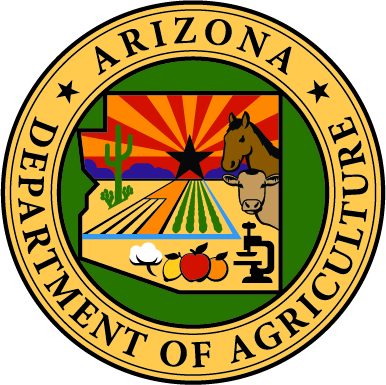 ARIZONA
DEPARTMENT OF AGRICULTURE